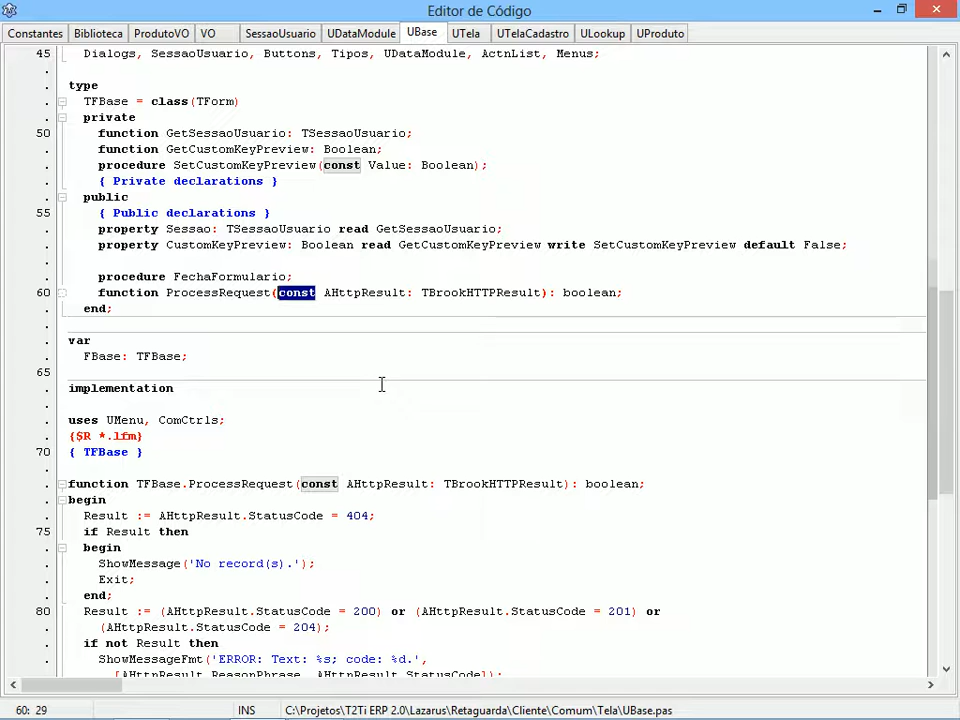 Editor de Código
Constantes Biblioteca ProdutoVO VO SessaoUsuario UDataModule UBase UTela UTelaCadastro ULookup UProduto
45 Dialogs, SessaoUsuario, Buttons, Tipos, UDataModule, ActnList, Menus;
.
. type
. TFBase = class(TForm)
. private
50 function GetSessaoUsuario: TSessaoUsuario;
. function GetCustomKeyPreview: Boolean;
. procedure SetCustomKeyPreview(const Value: Boolean);
. { Private declarations }
. public
55 { Public declarations }
. property Sessao: TSessaoUsuario read GetSessaoUsuario;
. property CustomKeyPreview: Boolean read GetCustomKeyPreview write SetCustomKeyPreview default False;
.
. procedure FechaFormulario;
60 function ProcessRequest(const AHttpResult: TBrookHTTPResult): boolean;
. end;
.
. var
. FBase: TFBase;
65
. implementation
.
. uses UMenu, ComCtrls;
. {$R *.lfm}
70 { TFBase }
.
. function TFBase.ProcessRequest(const AHttpResult: TBrookHTTPResult): boolean;
. begin
. Result := AHttpResult.StatusCode = 404;
75 if Result then
. begin
. ShowMessage('No record(s).');
. Exit;
. end;
80 Result := (AHttpResult.StatusCode = 200) or (AHttpResult.StatusCode = 201) or
. (AHttpResult.StatusCode = 204);
. if not Result then
. ShowMessageFmt('ERROR: Text: %s; code: %d.',
. [AHttpResult.ReasonPhrase, AHttpResult.StatusCode]);
60: 29 INS C:\Projetos\T2Ti ERP 2.0\Lazarus\Retaguarda\Cliente\Comum\Tela\UBase.pas